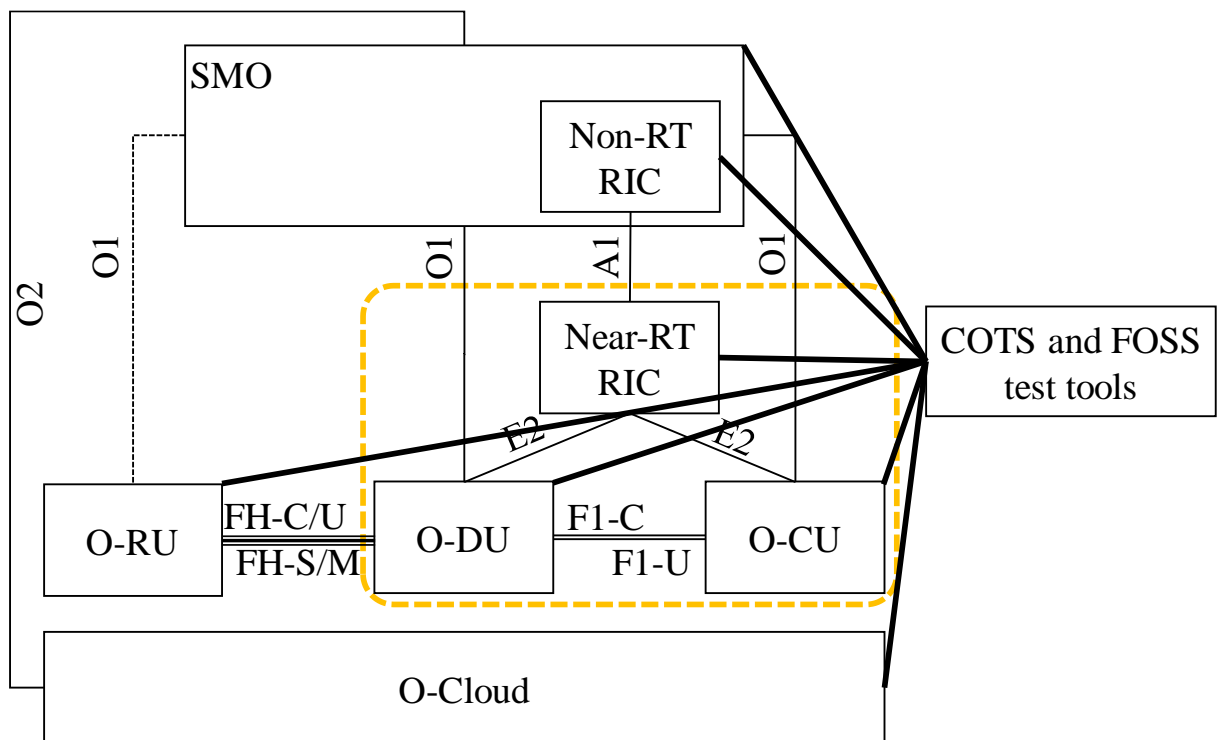 SMO
Non-RT
RIC
O1
O1
A1
O1
O2
Near-RT
RIC
COTS and FOSS
test tools
E2
E2
FH-C/U
F1-C
O-RU
O-DU
O-CU
FH-S/M
F1-U
O-Cloud